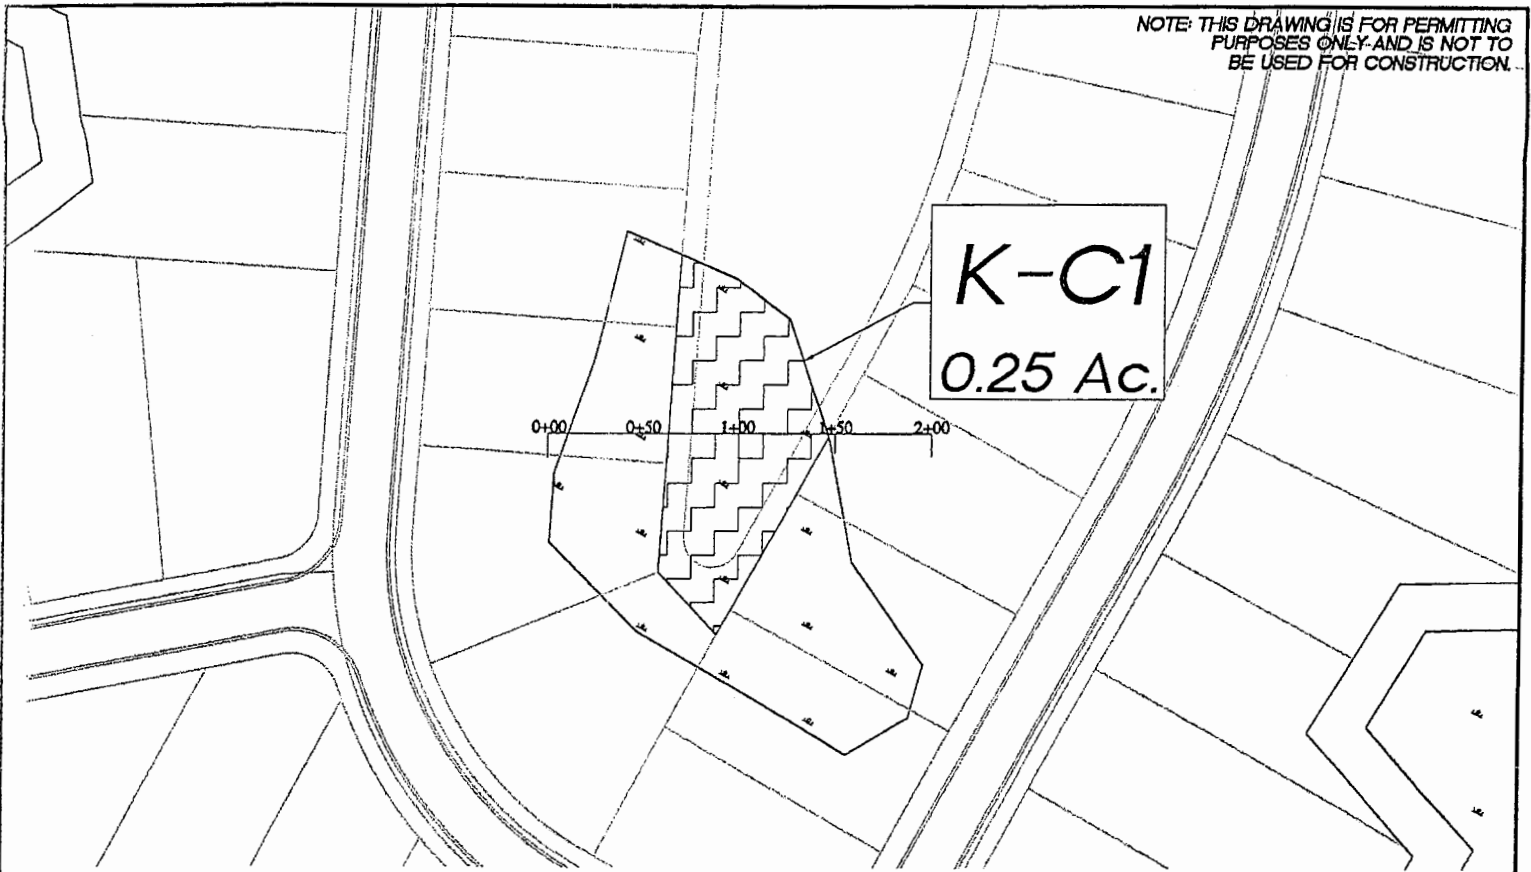 NOTE: THIS DRAWING IS FOR PERMITTING
PURPOSES ONLY AND IS NOT TO
BE USED FOR CONSTRUCTION.
K-C1
0.25 Ac.
0+00 0+50 1+00 1+50 2+00